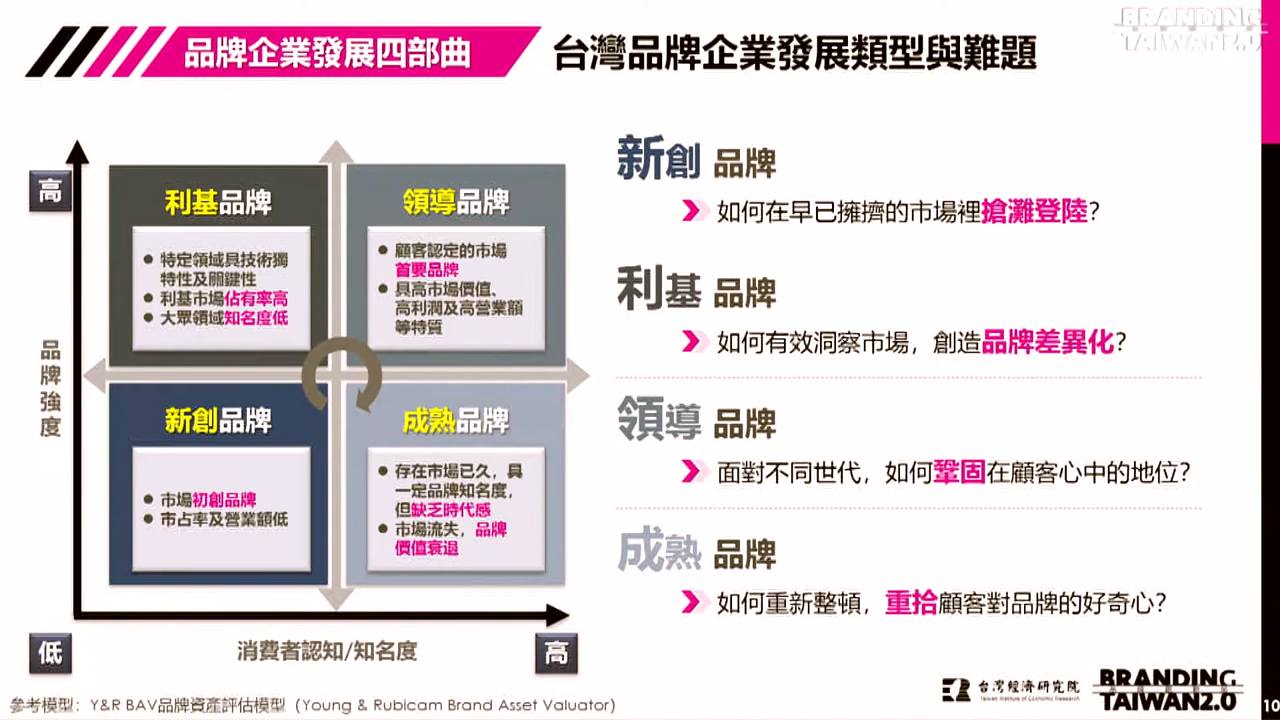 品牌企業發展四部曲
台灣品牌企業發展類型與難題
BRANDING
TAIWAN2.0
高
品牌強度
低
消費者認知/知名度
高
利基品牌
● 特定領域具技術獨
特性及關鍵性
● 利基市場佔有率高
● 大眾領域知名度低
領導品牌
● 顧客認定的市場
首要品牌
● 具高市場價值、
高利潤及高營業額
等特質
新創品牌
● 市場初創品牌
● 市占率及營業額低
成熟品牌
● 存在市場已久，具
一定品牌知名度，
但缺乏時代感
● 市場流失，品牌
價值衰退
新創 品牌
如何在早已擁擠的市場裡搶灘登陸?
利基 品牌
如何有效洞察市場，創造品牌差異化?
領導 品牌
面對不同世代，如何鞏固在顧客心中的地位?
成熟 品牌
如何重新整頓，重拾顧客對品牌的好奇心?
參考模型：Y&R BAV品牌資產評估模型（Young & Rubicam Brand Asset Valuator）
台灣經濟研究院
Taiwan Institute of Economic Research
BRANDING
TAIWAN2.0
10